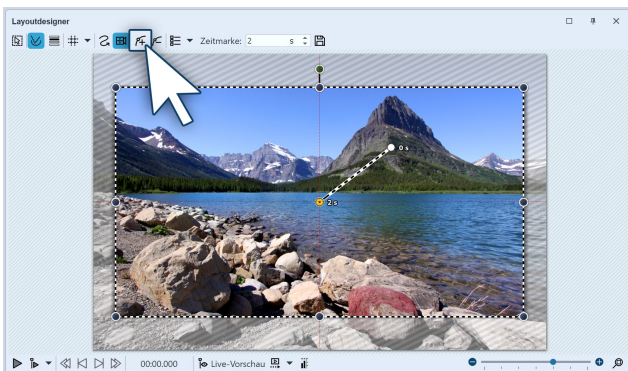 Layoutdesigner
Zeitmarke: 2 s
0 s
2 s
00:00.000 Live-Vorschau